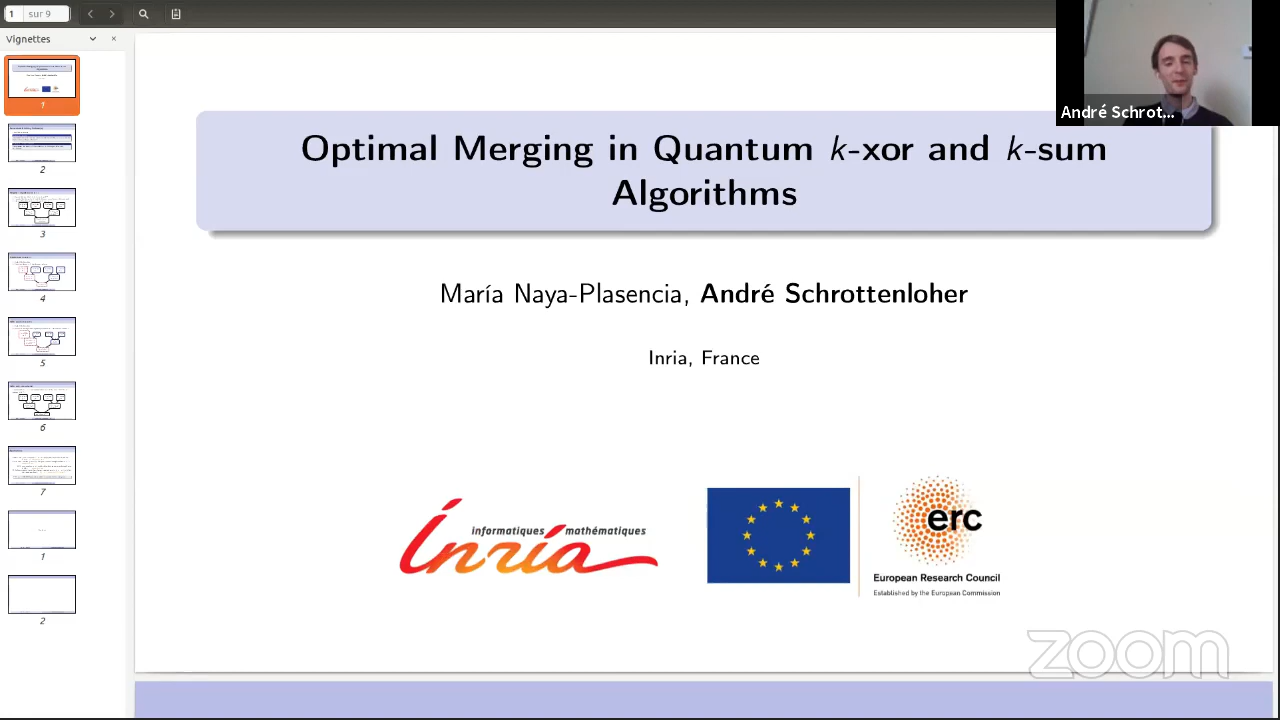 1 sur 9
Vignettes
1
2
3
4
5
6
7
1
2
André Schrot...
Optimal Merging in Quantum k-xor and k-sum
Algorithms
María Naya-Plasencia, André Schrottenloher
Inria, France
informatiques mathématiques
Inria
erc
European Research Council
Established by the European Commission
zoom